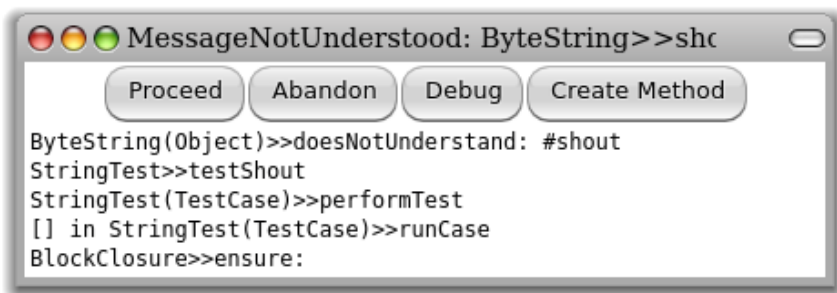 MessageNotUnderstood: ByteString>>sho
Proceed Abandon Debug Create Method
ByteString(Object)>>doesNotUnderstand: #shout
StringTest>>testShout
StringTest(TestCase)>>performTest
[] in StringTest(TestCase)>>runCase
BlockClosure>>ensure: